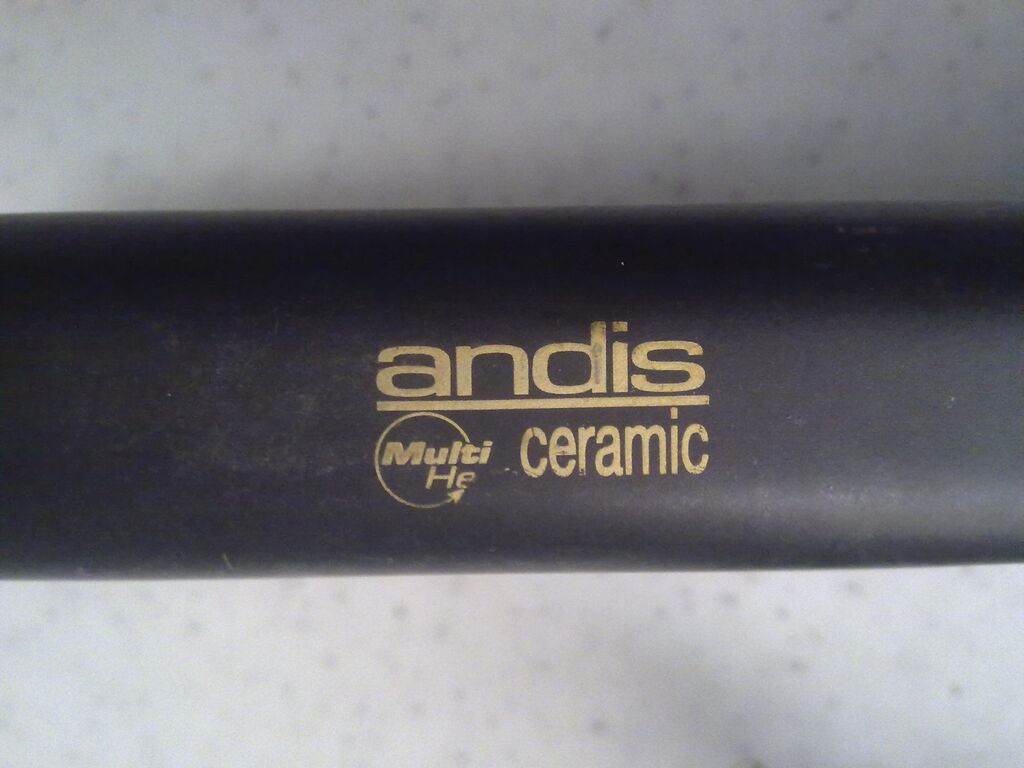 andis
Multi ceramic
He